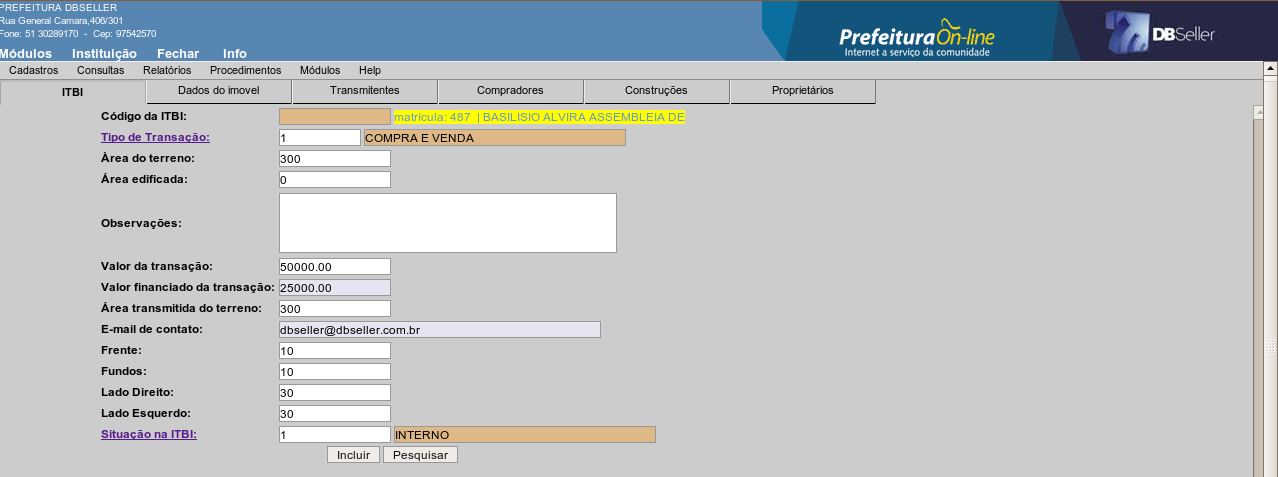 PREFEITURA DBSELLER
Rua General Camara,406/301
Fone: 51 30289170 - Cep: 97542570
Módulos Instituição Fechar Info
Prefeitura On-line
Internet a serviço da comunidade
DBSeller
Cadastros Consultas Relatórios Procedimentos Módulos Help
ITBI Dados do imovel Transmitentes Compradores Construções Proprietários
Código da ITBI: matrícula: 487 | BASILISIO ALVIRA ASSEMBLEIA DE
Tipo de Transação: 1 COMPRA E VENDA
Àrea do terreno: 300
Área edificada: 0
Observações:
Valor da transação: 50000.00
Valor financiado da transação: 25000.00
Área transmitida do terreno: 300
E-mail de contato: dbseller@dbseller.com.br
Frente: 10
Fundos: 10
Lado Direito: 30
Lado Esquerdo: 30
Situação na ITBI: 1 INTERNO
Incluir Pesquisar